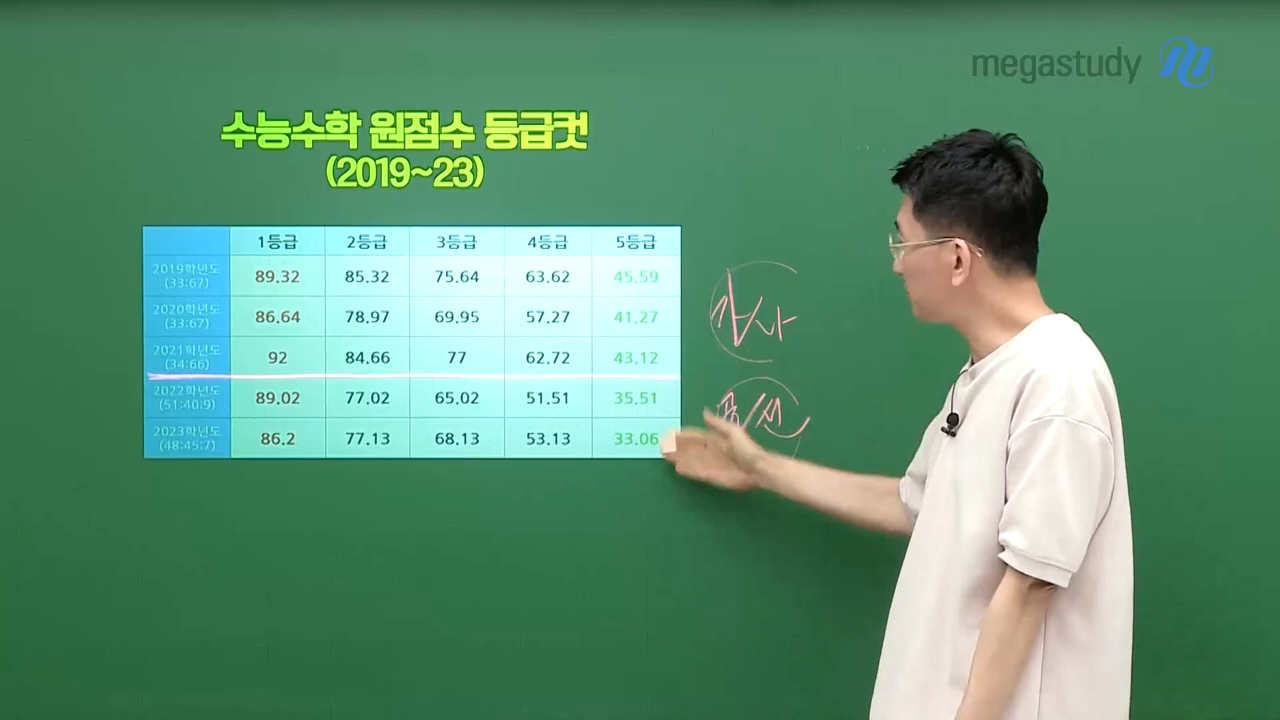 megastudy
수능수학 원점수 등급컷
(2019~23)
1등급 2등급 3등급 4등급 5등급
2019학년도
(33:67)
89.32 85.32 75.64 63.62 45.59
2020학년도
(33:67)
86.64 78.97 69.95 57.27 41.27
2021학년도
(34:66)
92 84.66 77 62.72 43.12
2022학년도
(51:40:9)
89.02 77.02 65.02 51.51 35.51
2023학년도
(48:45:7)
86.2 77.13 68.13 53.13 33.06